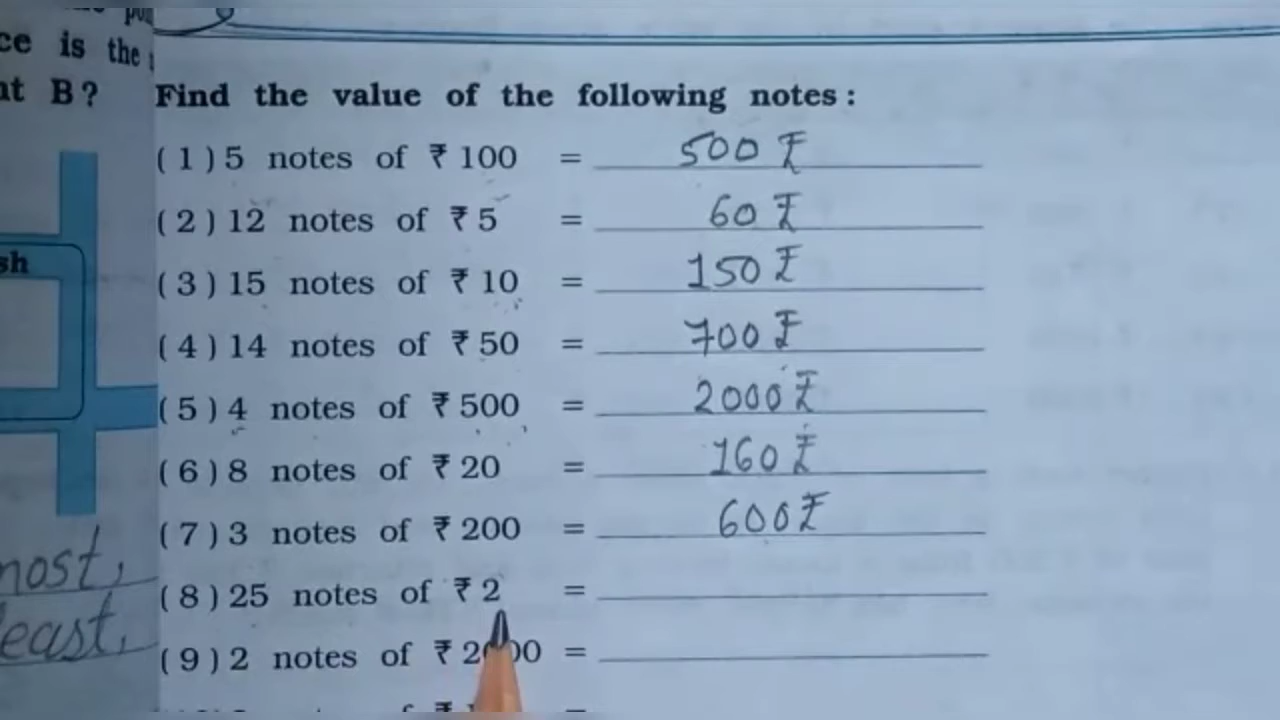 ce is the
nt B?
Find the value of the following notes :
( 1 ) 5 notes of ₹ 100 = 500 ₹
( 2 ) 12 notes of ₹ 5 = 60 ₹
( 3 ) 15 notes of ₹ 10 = 150 ₹
sh
( 4 ) 14 notes of ₹ 50 = 700 ₹
( 5 ) 4 notes of ₹ 500 = 2000 ₹
( 6 ) 8 notes of ₹ 20 = 160 ₹
( 7 ) 3 notes of ₹ 200 = 600 ₹
most,
( 8 ) 25 notes of ₹ 2 =
least,
( 9 ) 2 notes of ₹ 2000 =